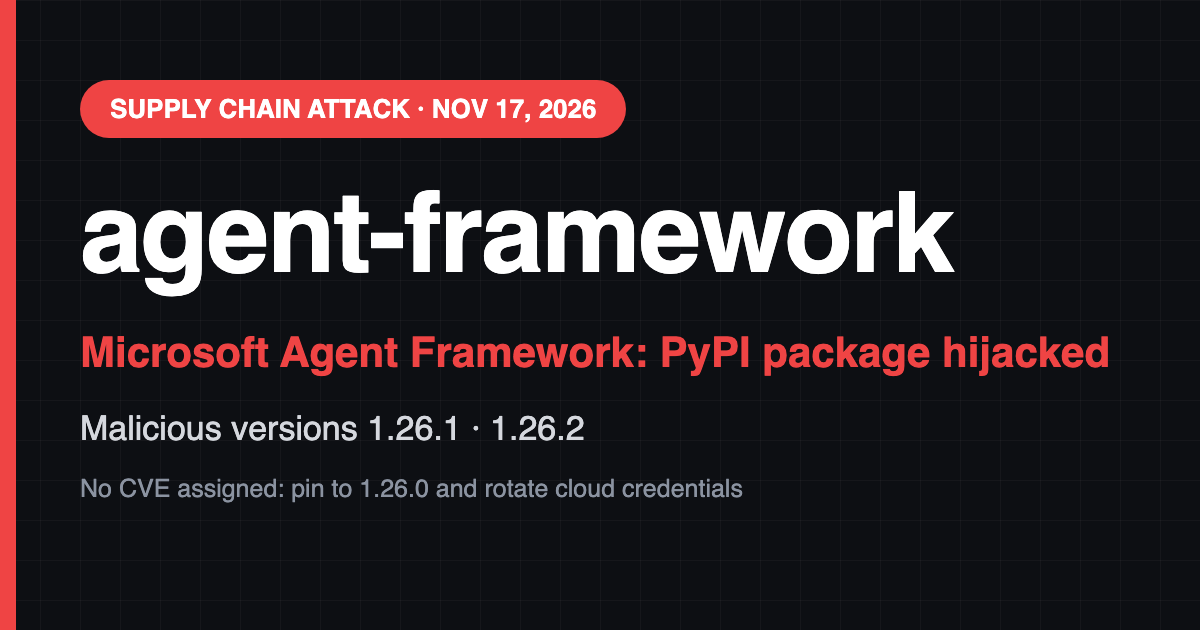 SUPPLY CHAIN ATTACK · NOV 17, 2026
agent-framework
Microsoft Agent Framework: PyPI package hijacked
Malicious versions 1.26.1 · 1.26.2
No CVE assigned: pin to 1.26.0 and rotate cloud credentials